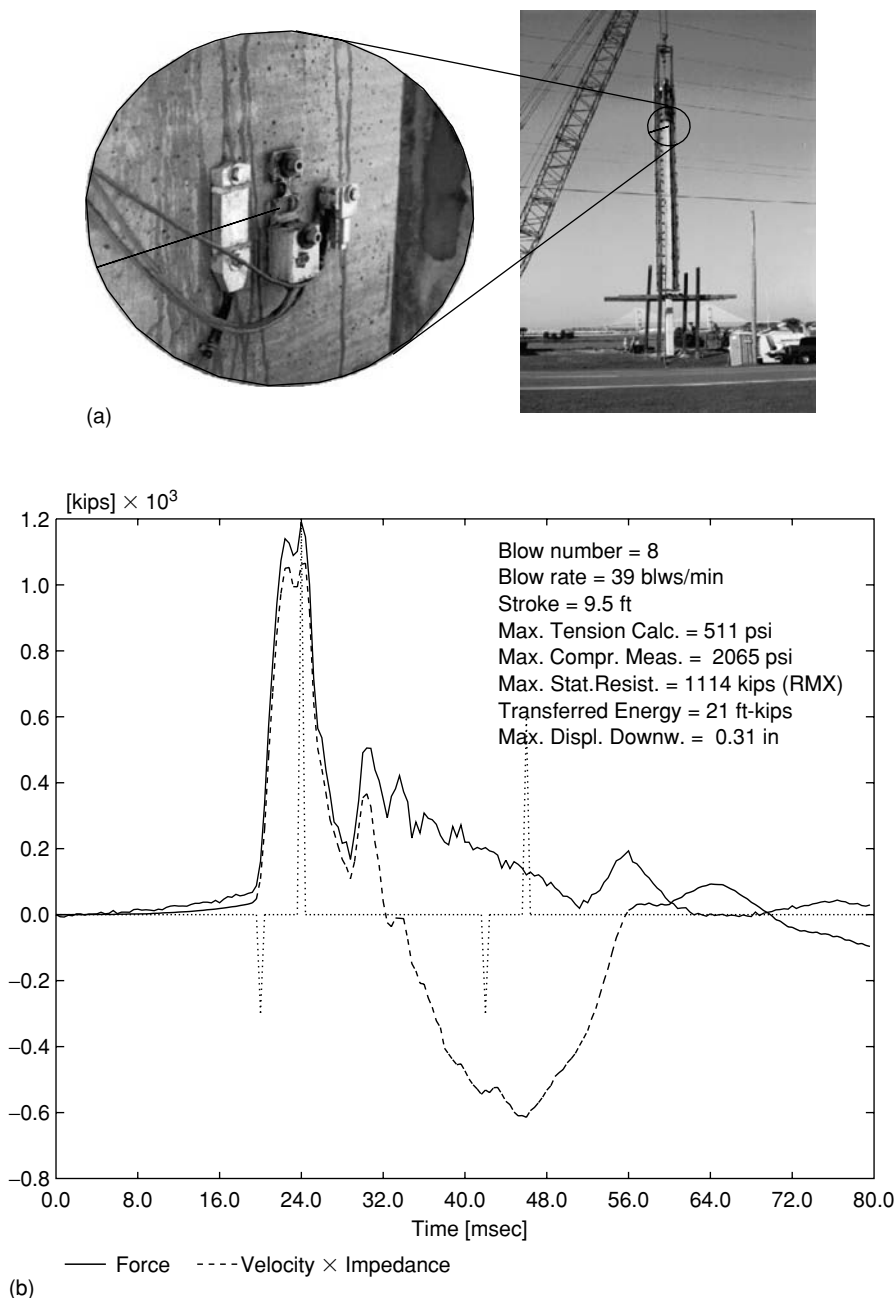 (a)
[kips] × 10³
1.2
1.0
0.8
0.6
0.4
0.2
0.0
−0.2
−0.4
−0.6
−0.8
Blow number = 8
Blow rate = 39 blws/min
Stroke = 9.5 ft
Max. Tension Calc. = 511 psi
Max. Compr. Meas. = 2065 psi
Max. Stat.Resist. = 1114 kips (RMX)
Transferred Energy = 21 ft-kips
Max. Displ. Downw. = 0.31 in
0.0 8.0 16.0 24.0 32.0 40.0 48.0 56.0 64.0 72.0 80.0
Time [msec]
Force Velocity × Impedance
(b)